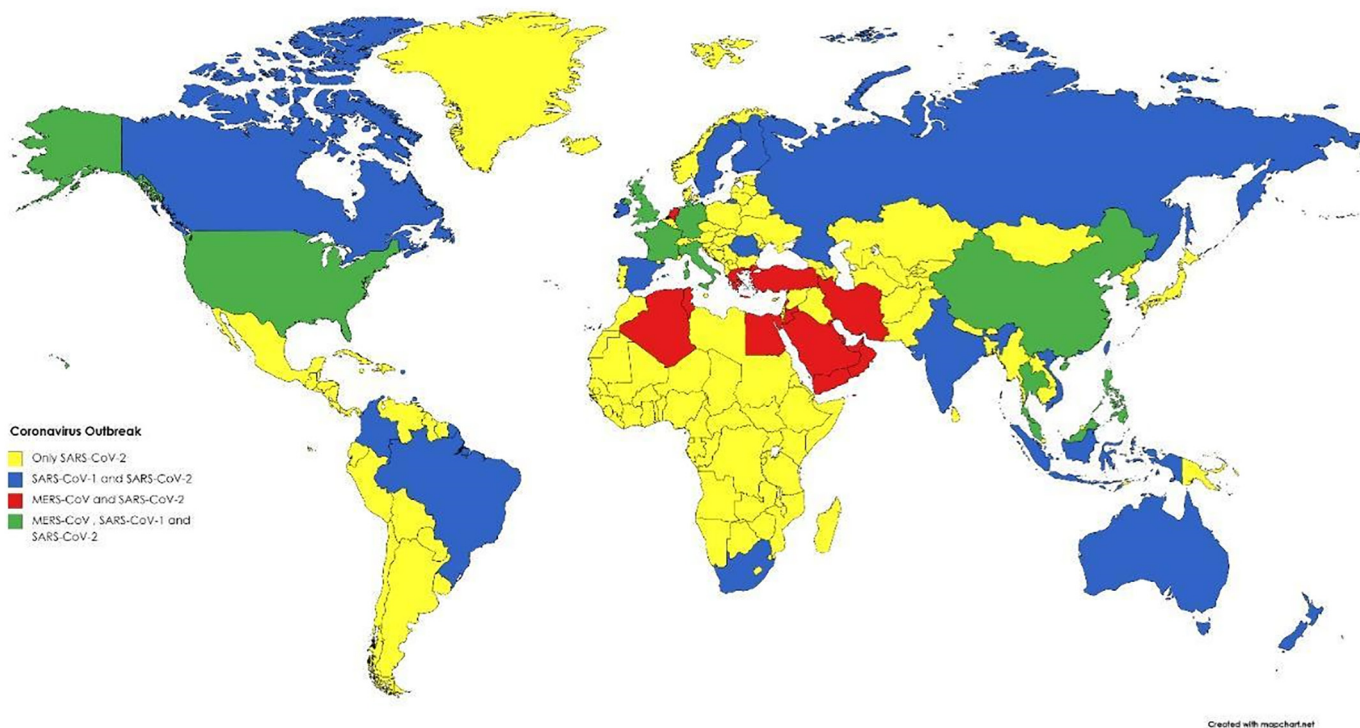 Coronavirus Outbreak
Only SARS-CoV-2
SARS-CoV-1 and SARS-CoV-2
MERS-CoV and SARS-CoV-2
MERS-CoV , SARS-CoV-1 and
SARS-CoV-2
Created with mapchart.net